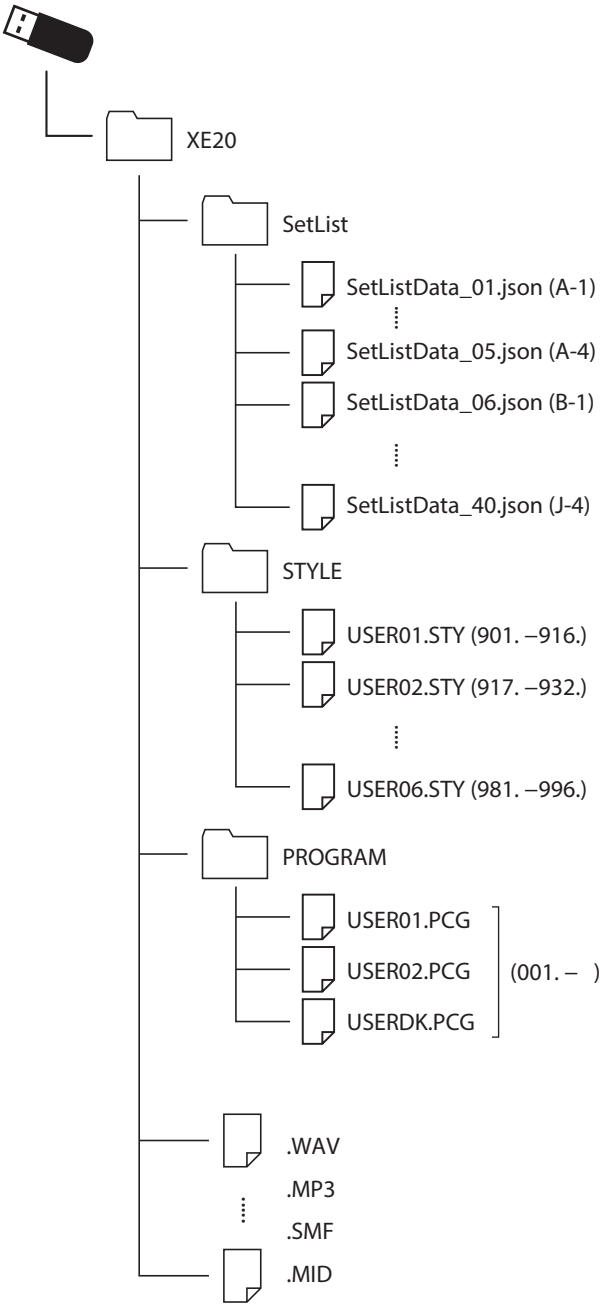 XE20
SetList
SetListData_01.json (A-1)
SetListData_05.json (A-4)
SetListData_06.json (B-1)
SetListData_40.json (J-4)
STYLE
USER01.STY (901. –916.)
USER02.STY (917. –932.)
USER06.STY (981. –996.)
PROGRAM
USER01.PCG
USER02.PCG
(001. – )
USERDK.PCG
.WAV
.MP3
.SMF
.MID